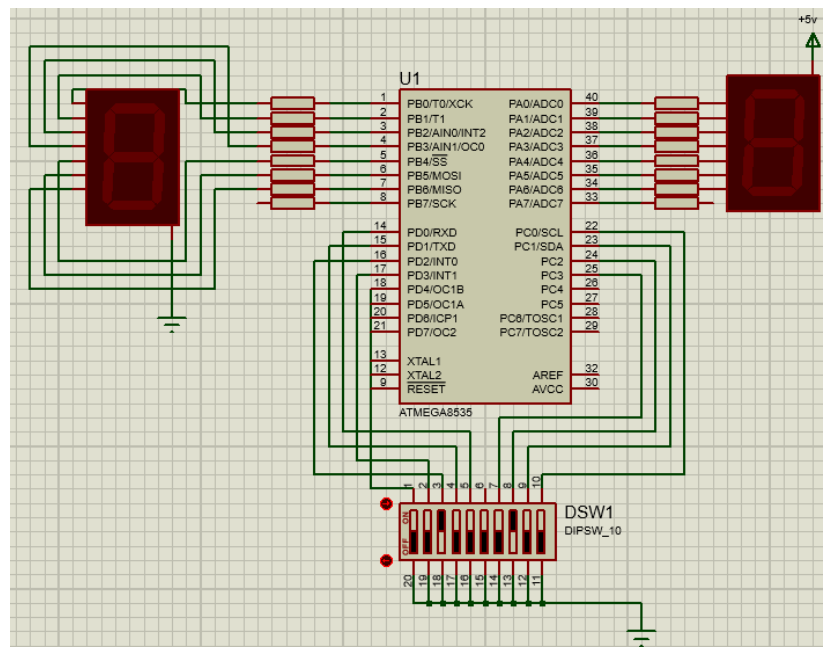 +5v
U1
1 PB0/T0/XCK PA0/ADC0 40
2 PB1/T1 PA1/ADC1 39
3 PB2/AIN0/INT2 PA2/ADC2 38
4 PB3/AIN1/OC0 PA3/ADC3 37
5 PB4/SS PA4/ADC4 36
6 PB5/MOSI PA5/ADC5 35
7 PB6/MISO PA6/ADC6 34
8 PB7/SCK PA7/ADC7 33
14 PD0/RXD PC0/SCL 22
15 PD1/TXD PC1/SDA 23
16 PD2/INT0 PC2 24
17 PD3/INT1 PC3 25
18 PD4/OC1B PC4 26
19 PD5/OC1A PC5 27
20 PD6/ICP1 PC6/TOSC1 28
21 PD7/OC2 PC7/TOSC2 29
13 XTAL1
12 XTAL2 AREF 32
9 RESET AVCC 30
ATMEGA8535
1 2 3 4 5 6 7 8 9 10
ON
DSW1
DIPSW_10
OFF
20 19 18 17 16 15 14 13 12 11